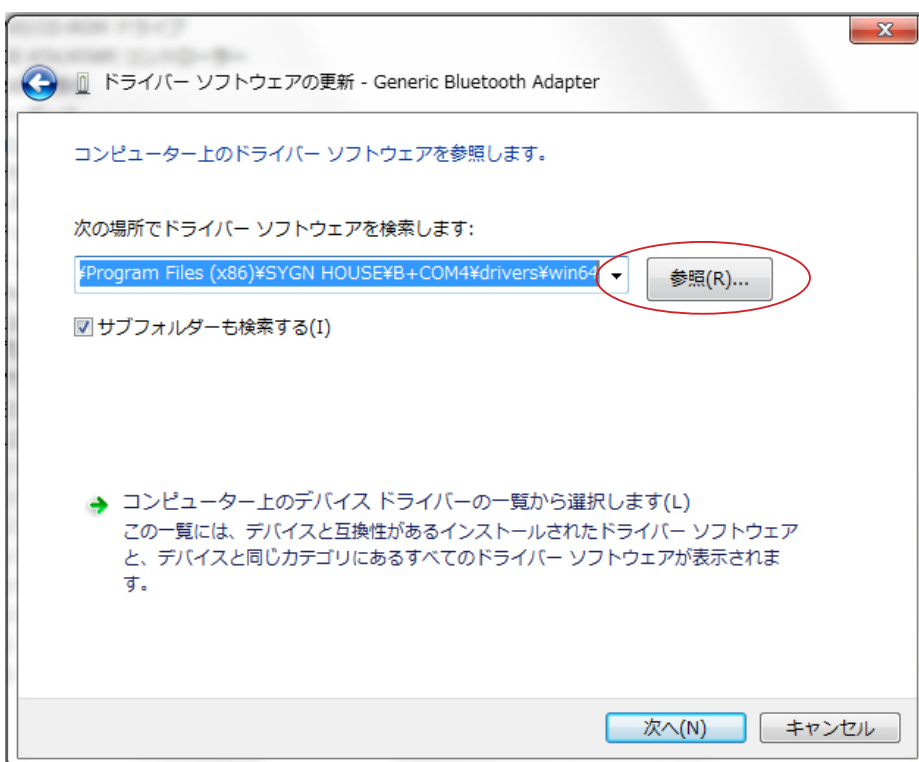 ドライバー ソフトウェアの更新 - Generic Bluetooth Adapter
コンピューター上のドライバー ソフトウェアを参照します。
次の場所でドライバー ソフトウェアを検索します:
¥Program Files (x86)¥SYGN HOUSE¥B+COM4¥drivers¥win64
参照(R)...
サブフォルダーも検索する(I)
コンピューター上のデバイス ドライバーの一覧から選択します(L)
この一覧には、デバイスと互換性があるインストールされたドライバー ソフトウェア
と、デバイスと同じカテゴリにあるすべてのドライバー ソフトウェアが表示されま
す。
次へ(N)
キャンセル